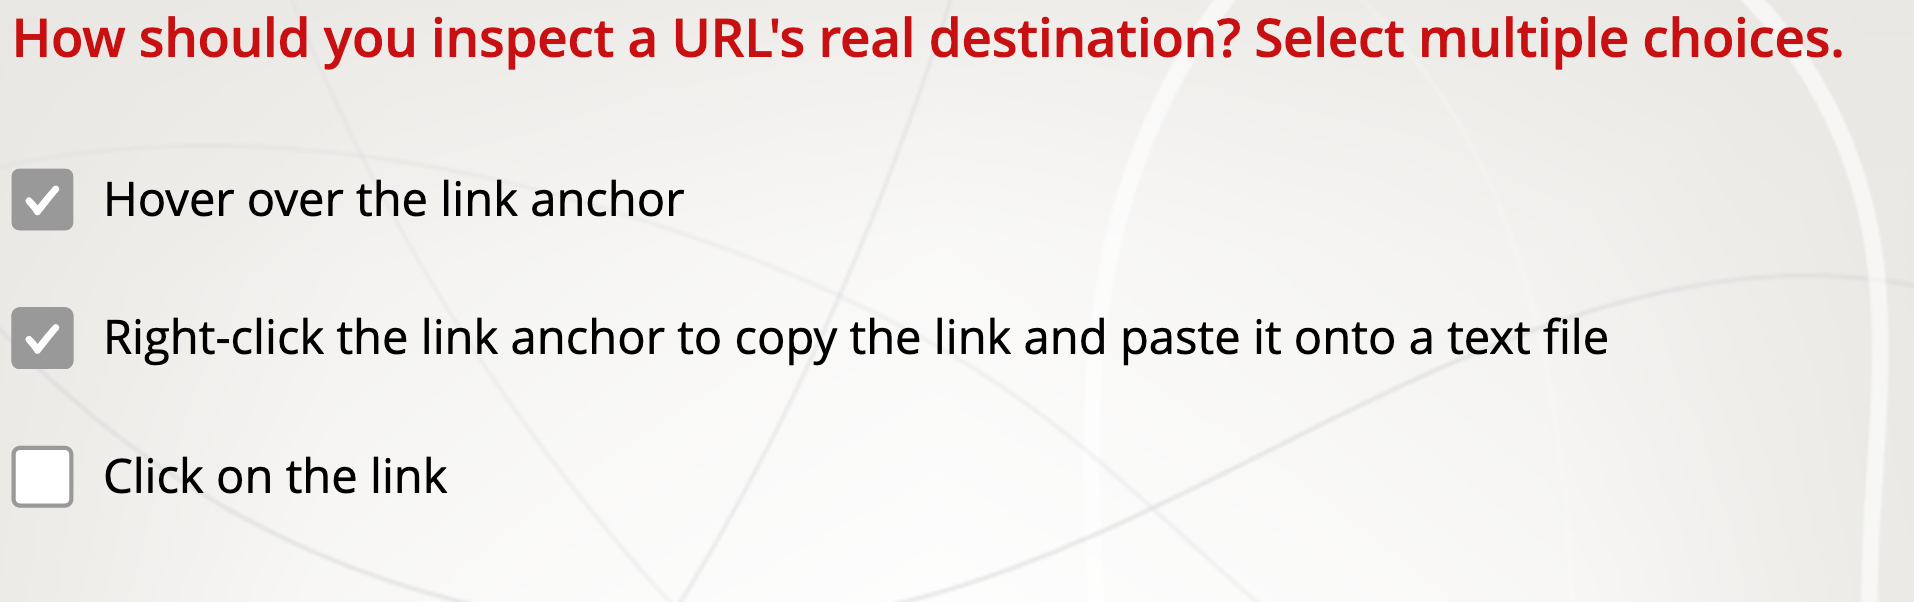 How should you inspect a URL's real destination? Select multiple choices.
Hover over the link anchor
Right-click the link anchor to copy the link and paste it onto a text file
Click on the link